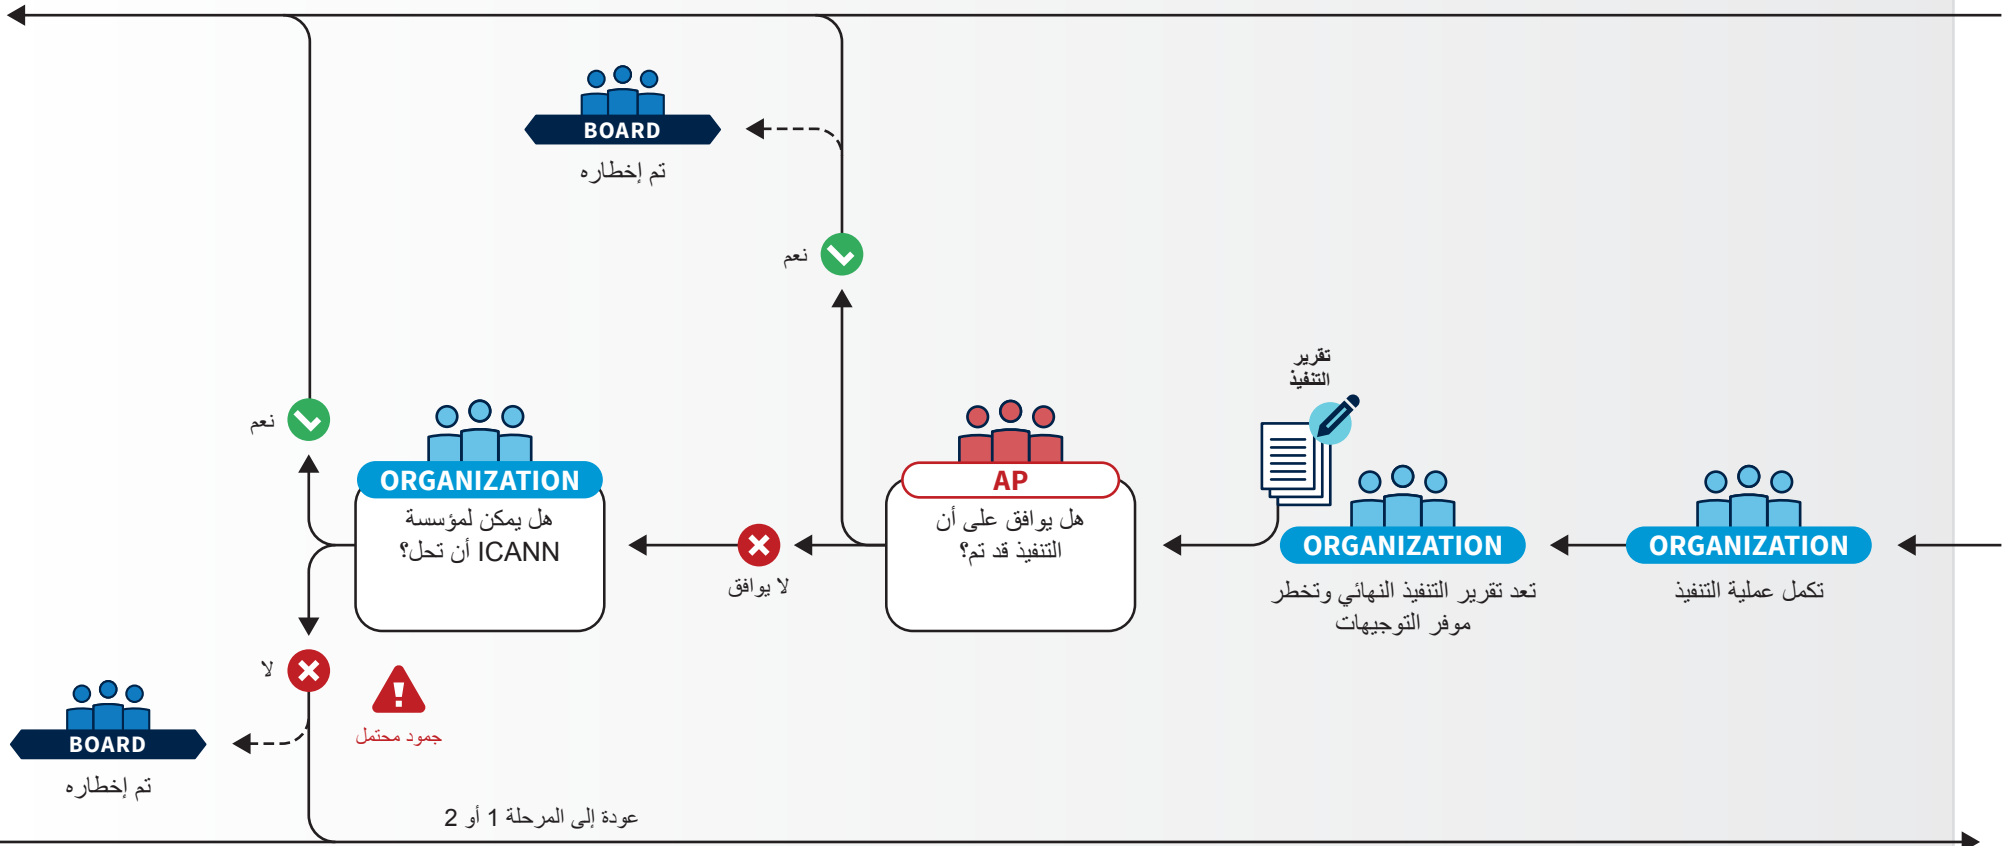 ORGANIZATION
تكمل عملية التنفيذ
تقرير
التنفيذ
ORGANIZATION
تعد تقرير التنفيذ النهائي وتخطر
موفر التوجيهات
AP
هل يوافق على أن
التنفيذ قد تم؟
نعم
BOARD
تم إخطاره
لا يوافق
ORGANIZATION
هل يمكن لمؤسسة
ICANN أن تحل؟
نعم
لا
جمود محتمل
BOARD
تم إخطاره
عودة إلى المرحلة 1 أو 2